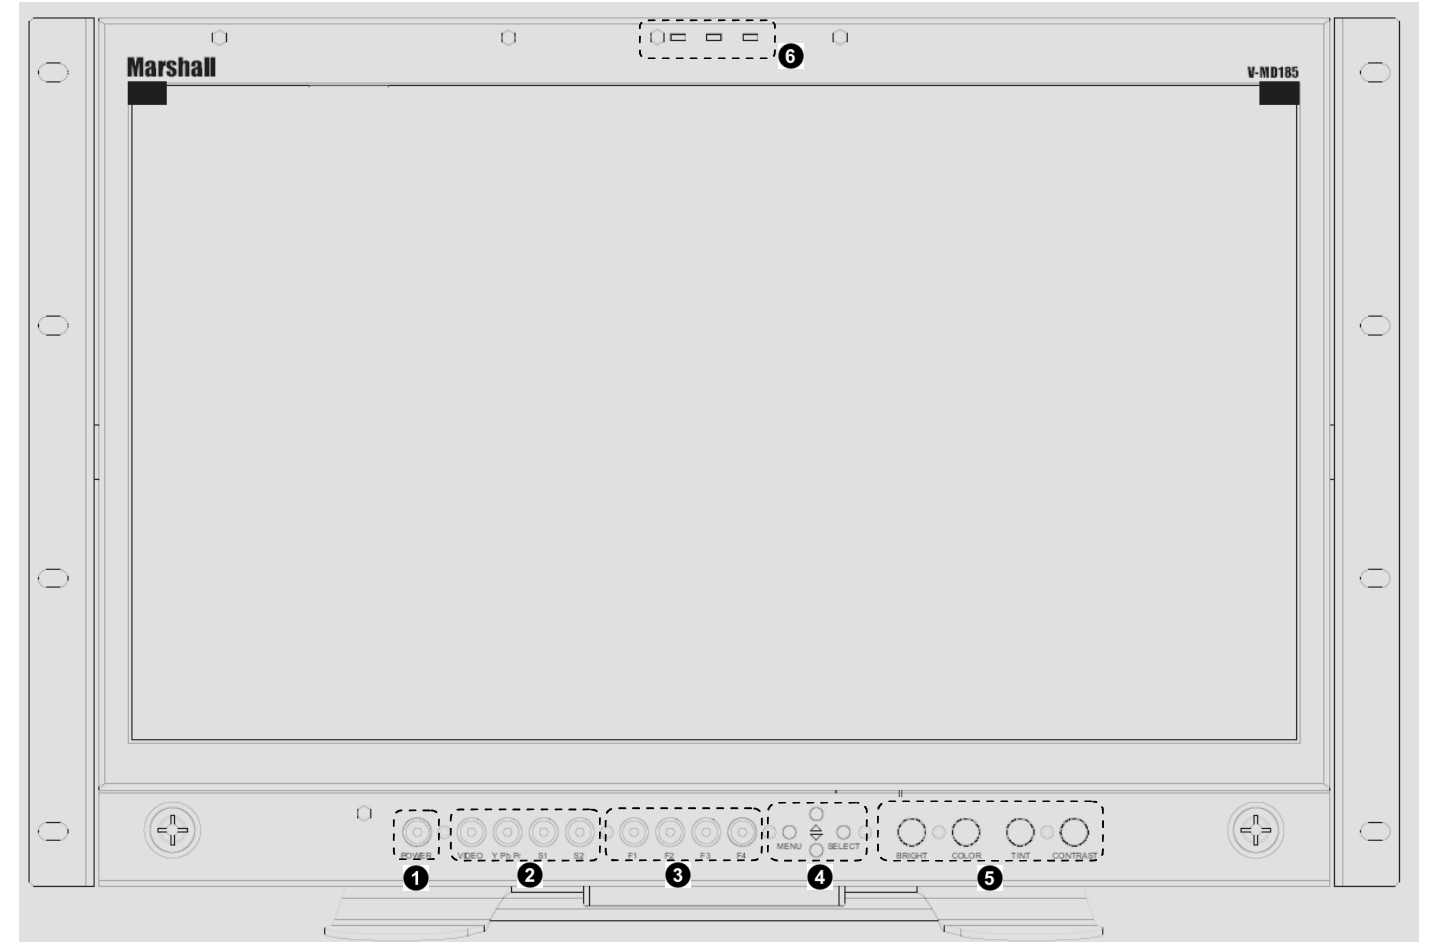 6
Marshall
V-MD185
MENU SELECT
POWER VIDEO Y Pb Pr S1 S2 F1 F2 F3 F4 BRIGHT COLOR TINT CONTRAST
1 2 3 4 5